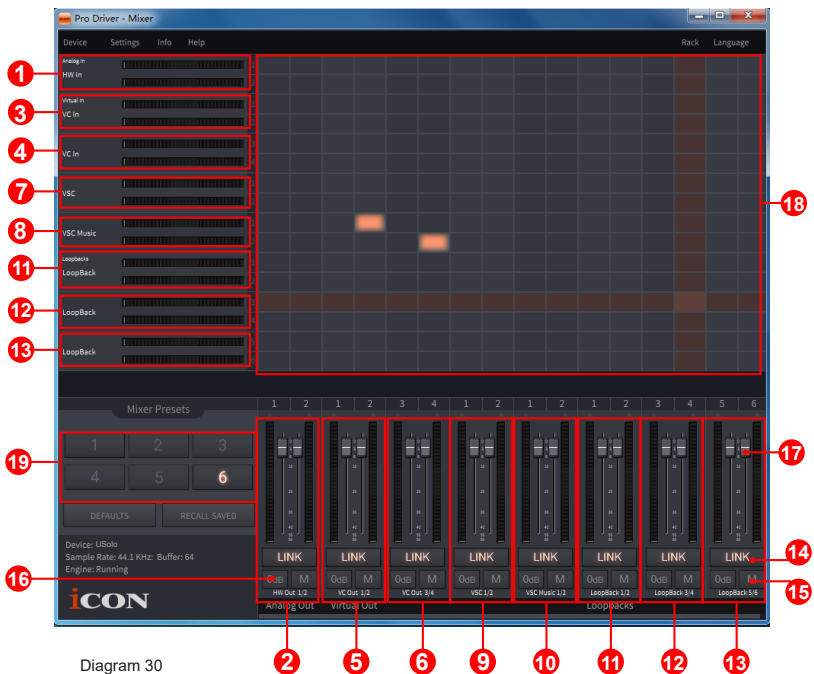 Pro Driver - Mixer
Device Settings Info Help Rack Language
Analog In
1 HW In
Virtual In
3 VC In
4 VC In
7 VSC
18
8 VSC Music
Loopbacks
11 LoopBack
12 LoopBack
13 LoopBack
Mixer Presets
1 2 1 2 3 4 1 2 1 2 1 2 3 4 5 6
1 2 3
17
19
4 5 6
DEFAULTS RECALL SAVED
Device: USolo
Sample Rate: 44.1 KHz: Buffer: 64
Engine: Running
LINK LINK LINK LINK LINK LINK LINK LINK 14
16 0dB M 0dB M 0dB M 0dB M 0dB M 0dB M 0dB M 0dB M 15
HW Out 1/2 VC Out 1/2 VC Out 3/4 VSC 1/2 VSC Music 1/2 LoopBack 1/2 LoopBack 3/4 LoopBack 5/6
iCON
Analog Out Virtual Out Loopbacks
Diagram 30
2 5 6 9 10 11 12 13